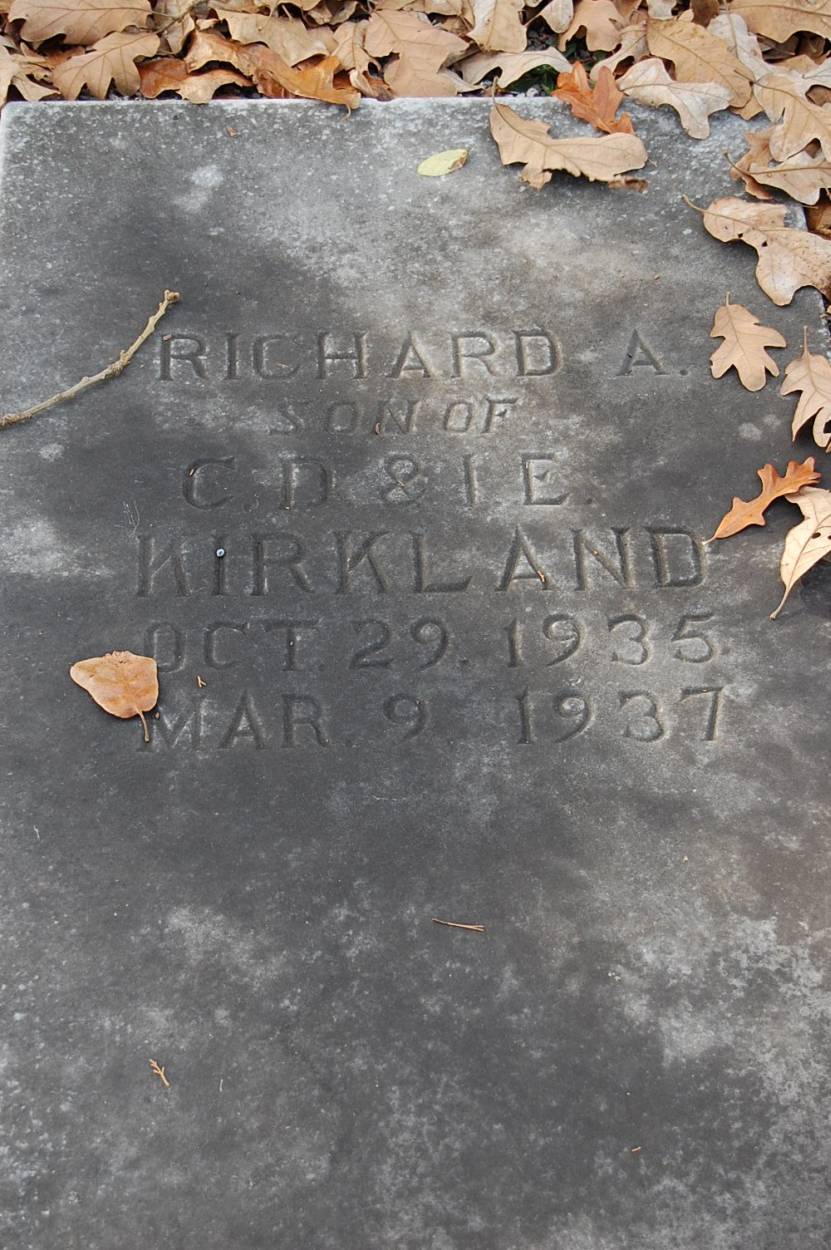 RICHARD A.
SON OF
C. D. & I. E.
KIRKLAND
OCT. 29. 1935.
MAR. 9. 1937